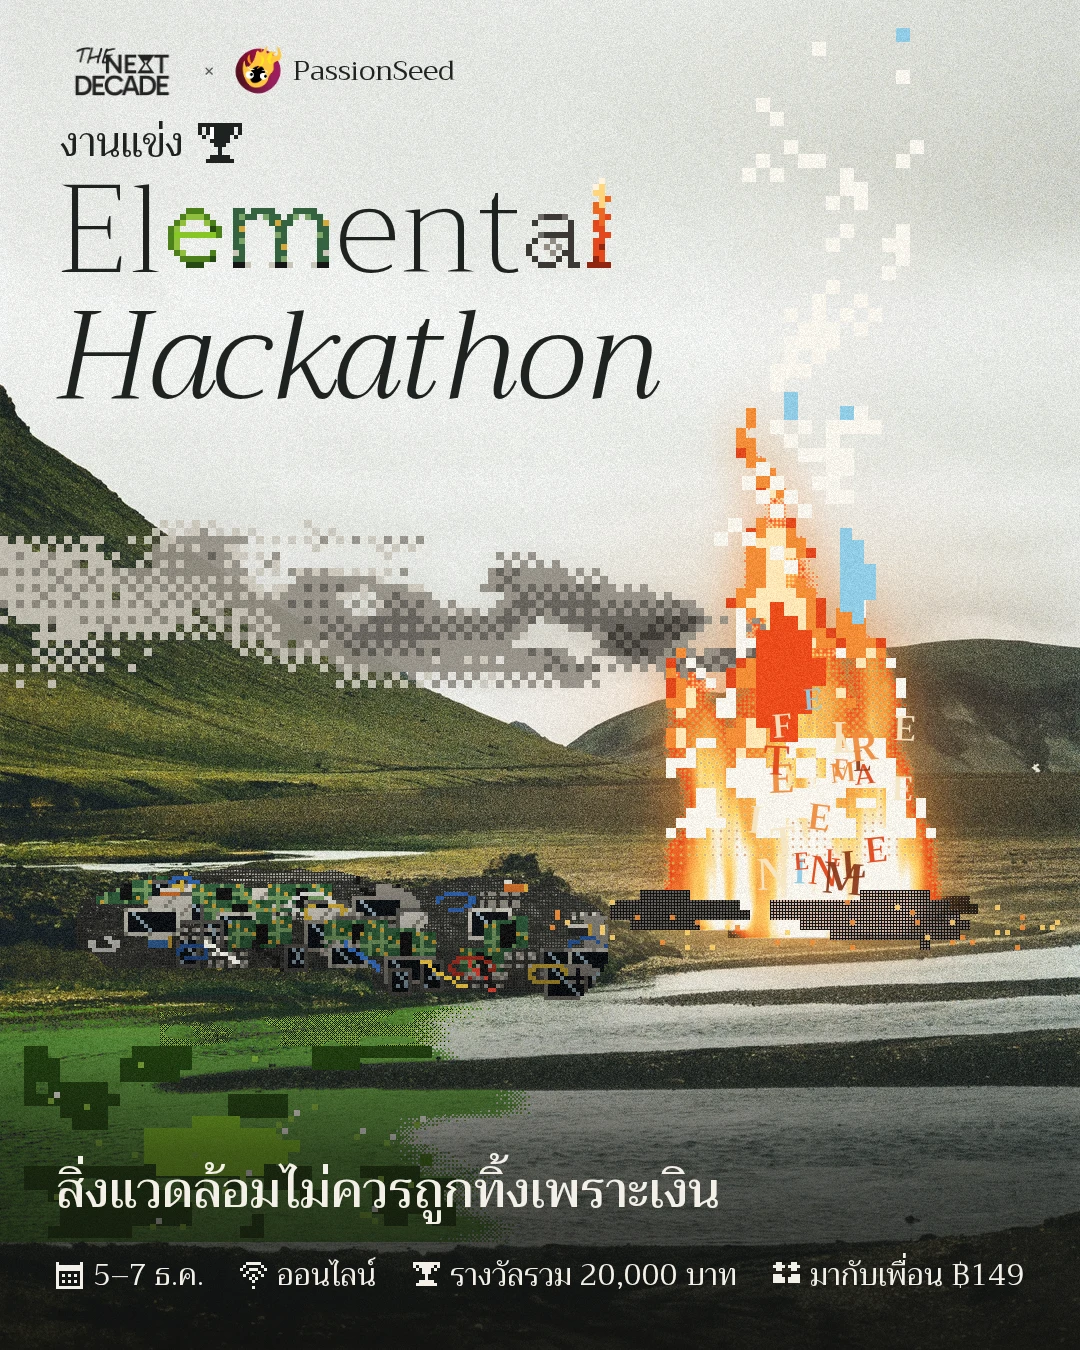 THE NEXT DECADE × PassionSeed
งานแข่ง
Elemental
Hackathon
E
F
I E
T R
E M A
E
E
E
N I N M E
สิ่งแวดล้อมไม่ควรถูกทิ้งเพราะเงิน
5–7 ธ.ค. ออนไลน์ รางวัลรวม 20,000 บาท มากับเพื่อน ฿149